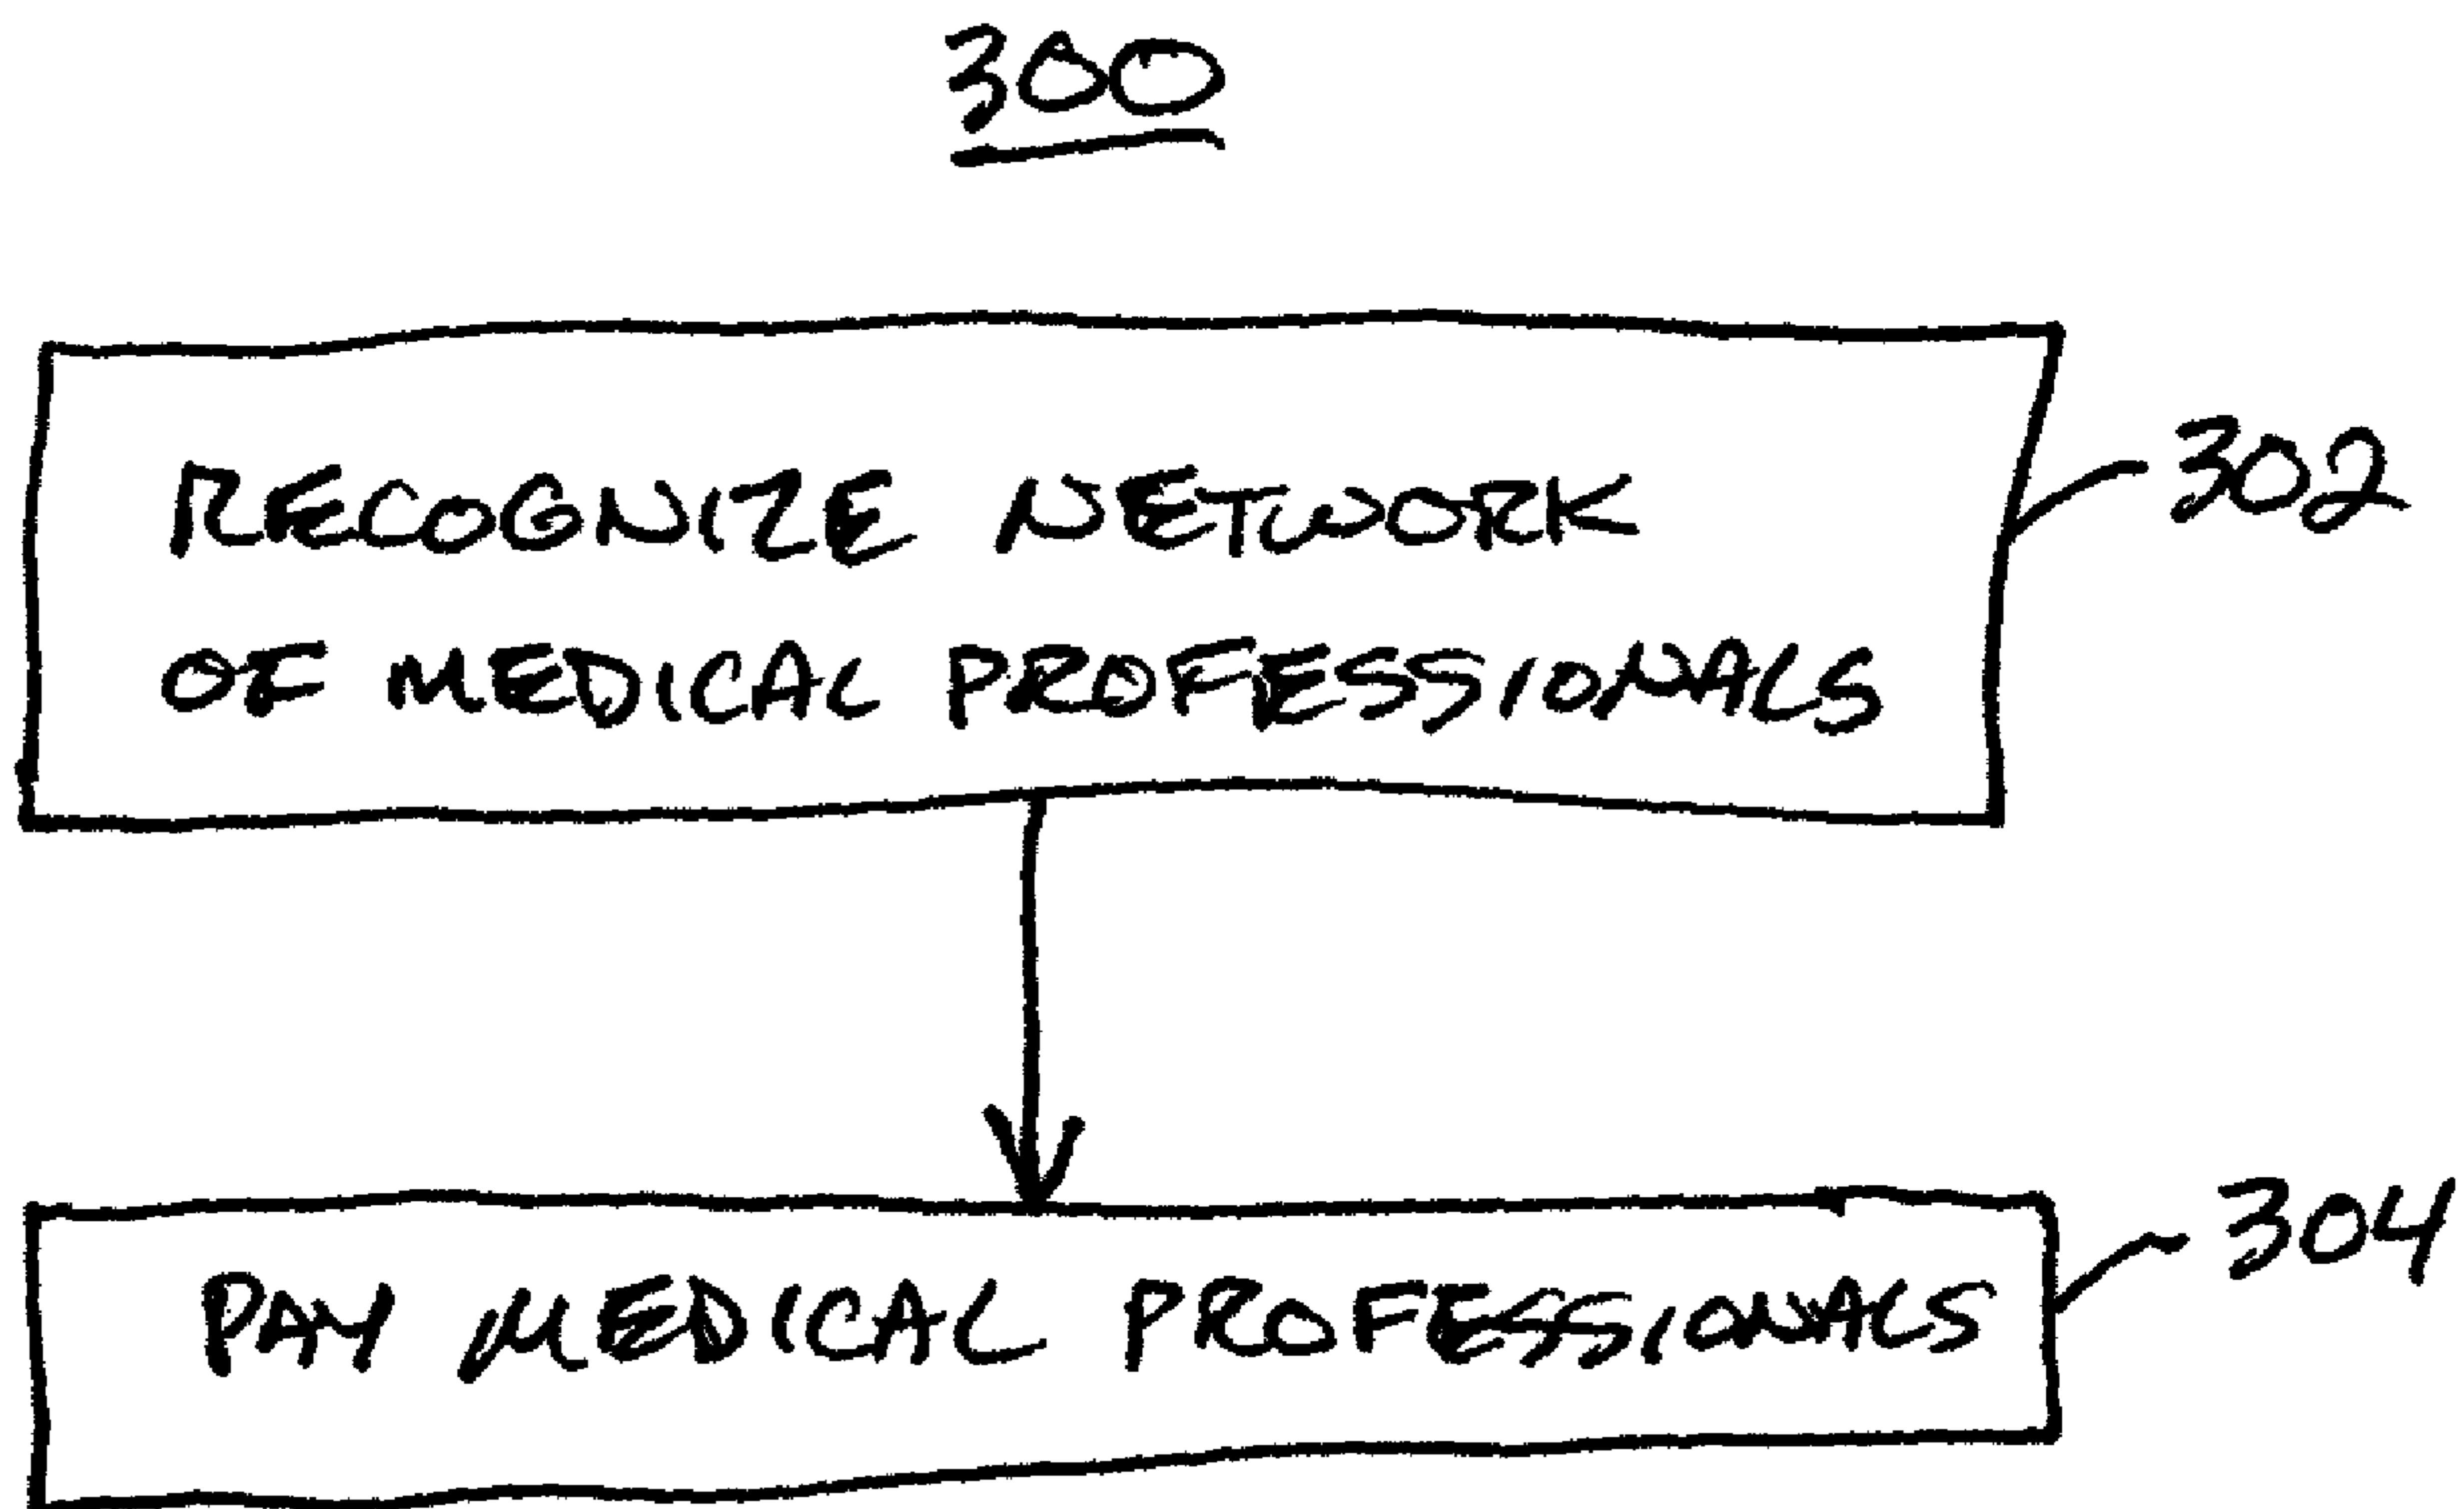 300
RECOGNIZE NETWORK
302
OF MEDICAL PROFESSIONALS
304
PAY MEDICAL PROFESSIONALS